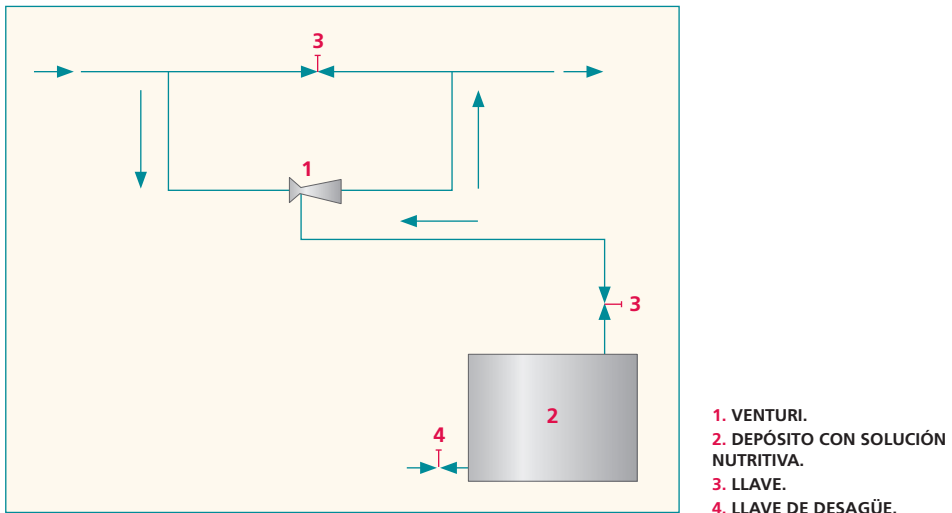 3
1
3
2
4
1. VENTURI.
2. DEPÓSITO CON SOLUCIÓN
NUTRITIVA.
3. LLAVE.
4. LLAVE DE DESAGÜE.